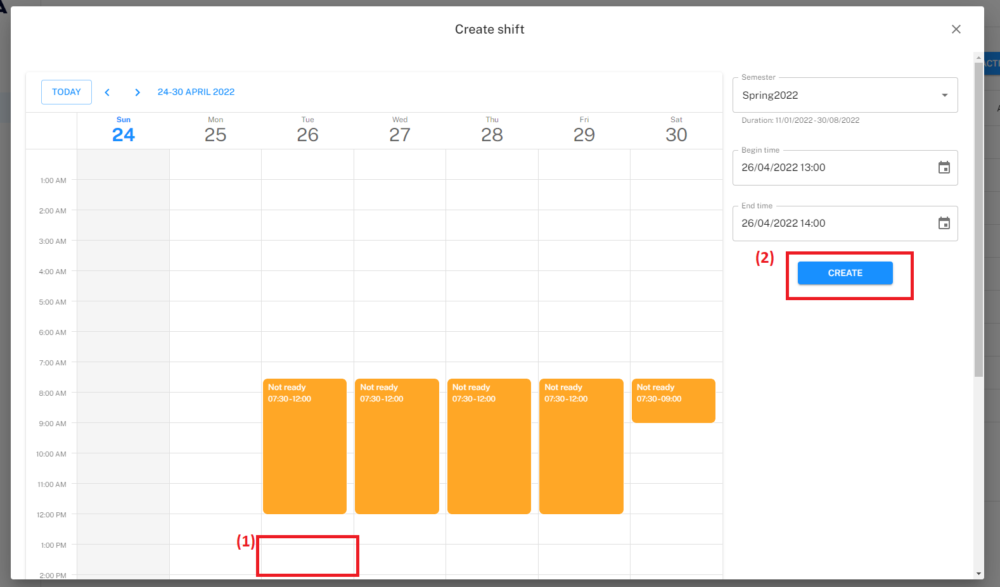 Create shift
TODAY
24-30 APRIL 2022
Sun
24
Mon
25
Tue
26
Wed
27
Thu
28
Fri
29
Sat
30
1:00 AM
2:00 AM
3:00 AM
4:00 AM
5:00 AM
6:00 AM
7:00 AM
8:00 AM
9:00 AM
10:00 AM
11:00 AM
12:00 PM
1:00 PM
2:00 PM
Not ready
07:30-12:00
Not ready
07:30-12:00
Not ready
07:30-12:00
Not ready
07:30-12:00
Not ready
07:30-09:00
(1)
Semester
Spring2022
Duration: 11/01/2022-30/08/2022
Begin time
26/04/2022 13:00
End time
26/04/2022 14:00
(2)
CREATE